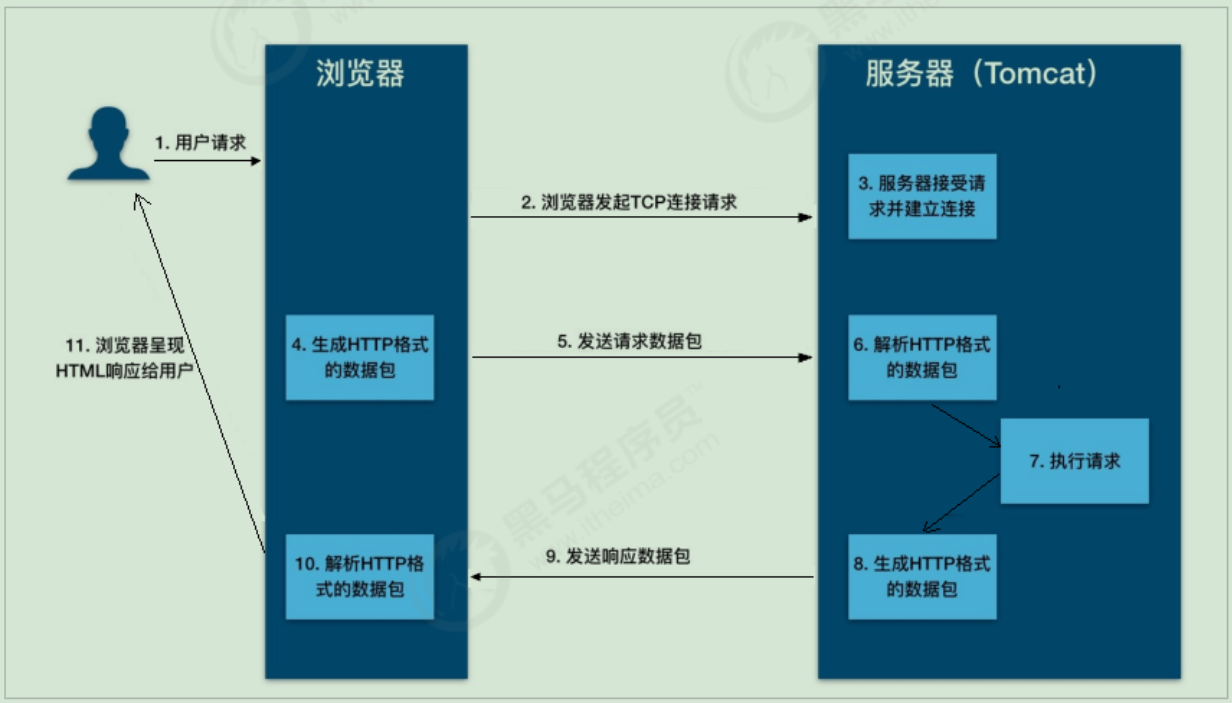 浏览器
服务器（Tomcat）
1. 用户请求
2. 浏览器发起TCP连接请求
3. 服务器接受请
求并建立连接
4. 生成HTTP格式
的数据包
5. 发送请求数据包
6. 解析HTTP格式
的数据包
7. 执行请求
8. 生成HTTP格式
的数据包
9. 发送响应数据包
10. 解析HTTP格
式的数据包
11. 浏览器呈现
HTML响应给用户
黑马程序员
www.itheima.com